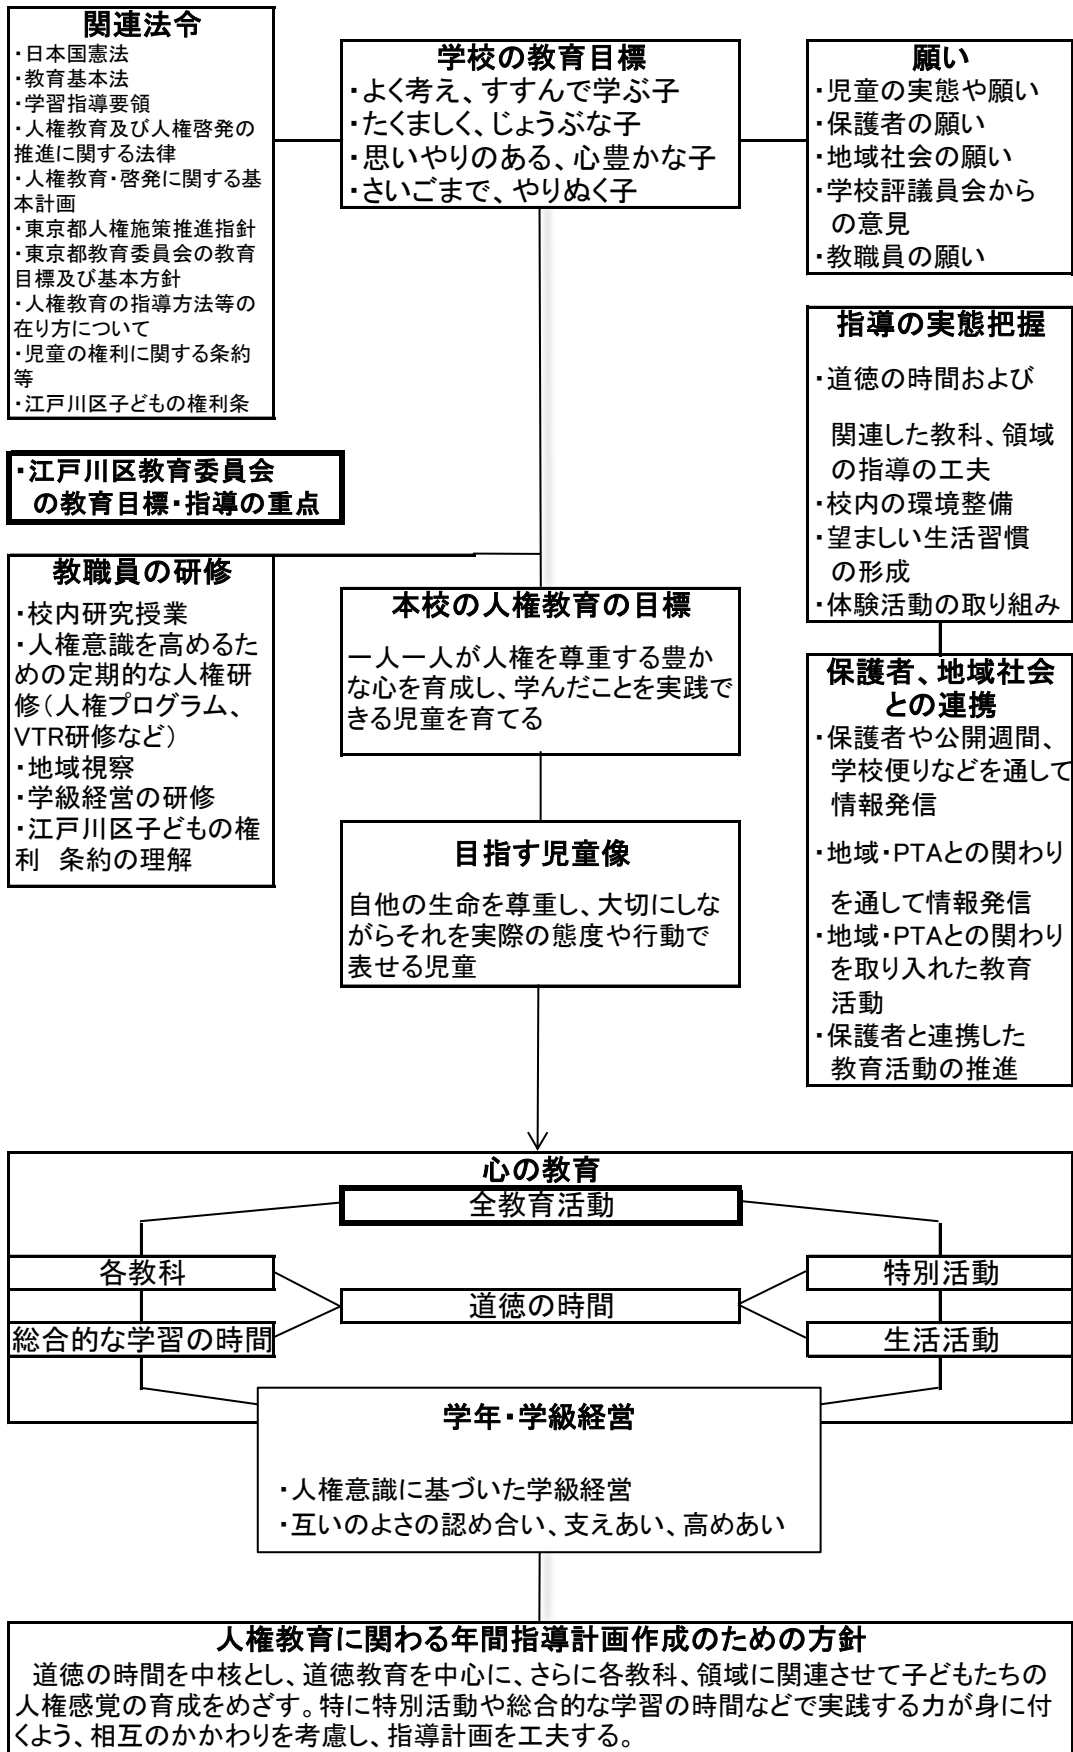 関連法令
・日本国憲法
・教育基本法
・学習指導要領
・人権教育及び人権啓発の
推進に関する法律
・人権教育・啓発に関する基
本計画
・東京都人権施策推進指針
・東京都教育委員会の教育
目標及び基本方針
・人権教育の指導方法等の
在り方について
・児童の権利に関する条約
等
・江戸川区子どもの権利条
学校の教育目標
・よく考え、すすんで学ぶ子
・たくましく、じょうぶな子
・思いやりのある、心豊かな子
・さいごまで、やりぬく子
願い
・児童の実態や願い
・保護者の願い
・地域社会の願い
・学校評議員会から
の意見
・教職員の願い
指導の実態把握
・道徳の時間および
関連した教科、領域
の指導の工夫
・校内の環境整備
・望ましい生活習慣
の形成
・体験活動の取り組み
・江戸川区教育委員会
の教育目標・指導の重点
教職員の研修
・校内研究授業
・人権意識を高めるた
めの定期的な人権研
修(人権プログラム、
VTR研修など)
・地域視察
・学級経営の研修
・江戸川区子どもの権
利　条約の理解
本校の人権教育の目標
一人一人が人権を尊重する豊か
な心を育成し、学んだことを実践で
きる児童を育てる
保護者、地域社会
との連携
・保護者や公開週間、
学校便りなどを通して
情報発信
・地域・PTAとの関わり
を通して情報発信
・地域・PTAとの関わり
を取り入れた教育
活動
・保護者と連携した
教育活動の推進
目指す児童像
自他の生命を尊重し、大切にしな
がらそれを実際の態度や行動で
表せる児童
心の教育
全教育活動
各教科
特別活動
道徳の時間
総合的な学習の時間
生活活動
学年・学級経営
・人権意識に基づいた学級経営
・互いのよさの認め合い、支えあい、高めあい
人権教育に関わる年間指導計画作成のための方針
道徳の時間を中核とし、道徳教育を中心に、さらに各教科、領域に関連させて子どもたちの
人権感覚の育成をめざす。特に特別活動や総合的な学習の時間などで実践する力が身に付
くよう、相互のかかわりを考慮し、指導計画を工夫する。